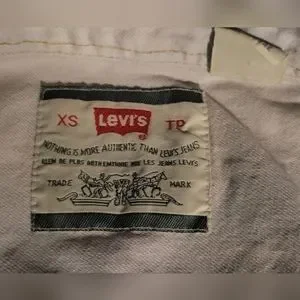 XS Levi's TP
NOTHING IS MORE AUTHENTIC THAN LEVI'S JEANS
RIEN DE PLUS AUTHENTIQUE QUE LES JEANS LEVI'S
TRADE MARK